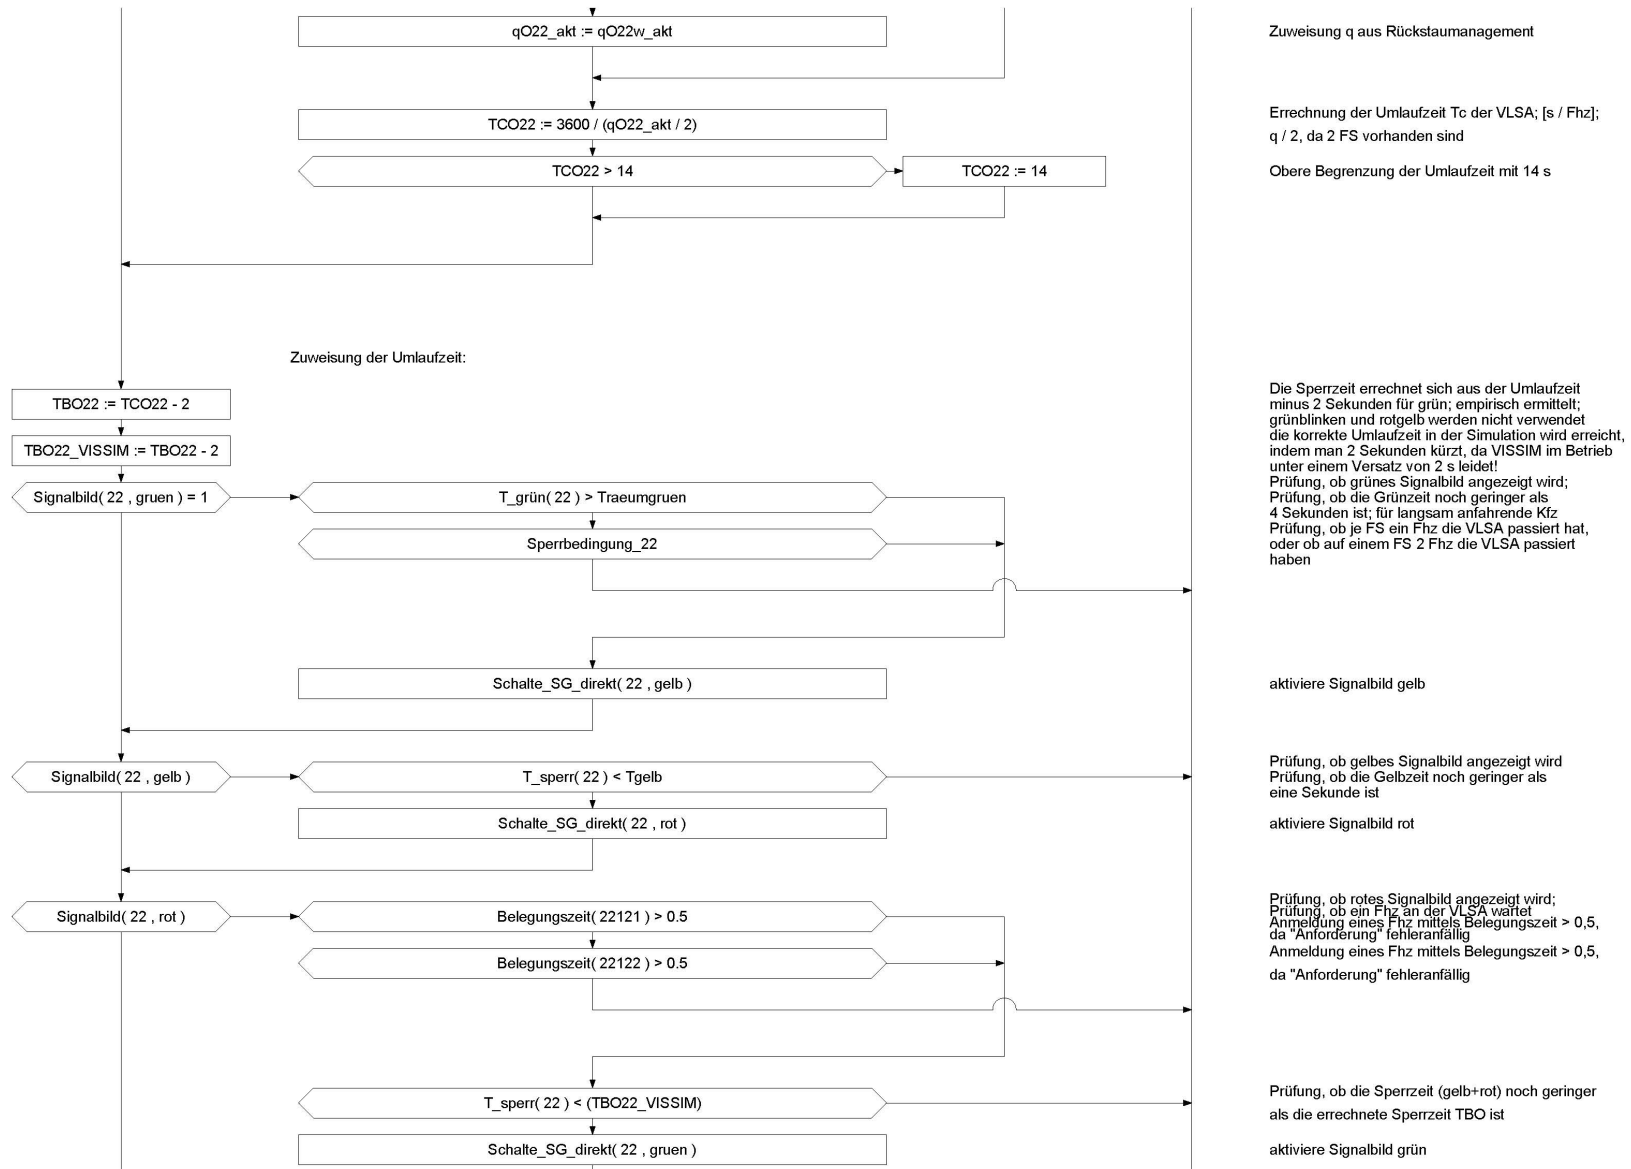 qO22_akt := qO22w_akt
Zuweisung q aus Rückstaumanagement
TCO22 := 3600 / (qO22_akt / 2)
Errechnung der Umlaufzeit Tc der VLSA; [s / Fhz];
q / 2, da 2 FS vorhanden sind
TCO22 > 14
TCO22 := 14
Obere Begrenzung der Umlaufzeit mit 14 s
Zuweisung der Umlaufzeit:
TBO22 := TCO22 - 2
TBO22_VISSIM := TBO22 - 2
Die Sperrzeit errechnet sich aus der Umlaufzeit
minus 2 Sekunden für grün; empirisch ermittelt;
grünblinken und rotgelb werden nicht verwendet
die korrekte Umlaufzeit in der Simulation wird erreicht,
indem man 2 Sekunden kürzt, da VISSIM im Betrieb
unter einem Versatz von 2 s leidet!
Signalbild( 22 , gruen ) = 1
T_grün( 22 ) > Traeumgruen
Prüfung, ob grünes Signalbild angezeigt wird;
Prüfung, ob die Grünzeit noch geringer als
4 Sekunden ist; für langsam anfahrende Kfz
Sperrbedingung_22
Prüfung, ob je FS ein Fhz die VLSA passiert hat,
oder ob auf einem FS 2 Fhz die VLSA passiert
haben
Schalte_SG_direkt( 22 , gelb )
aktiviere Signalbild gelb
Signalbild( 22 , gelb )
T_sperr( 22 ) < Tgelb
Prüfung, ob gelbes Signalbild angezeigt wird
Prüfung, ob die Gelbzeit noch geringer als
eine Sekunde ist
Schalte_SG_direkt( 22 , rot )
aktiviere Signalbild rot
Signalbild( 22 , rot )
Belegungszeit( 22121 ) > 0.5
Prüfung, ob rotes Signalbild angezeigt wird;
Prüfung, ob ein Fhz an der VLSA wartet
Anmeldung eines Fhz mittels Belegungszeit > 0,5,
da "Anforderung" fehleranfällig
Belegungszeit( 22122 ) > 0.5
Anmeldung eines Fhz mittels Belegungszeit > 0,5,
da "Anforderung" fehleranfällig
T_sperr( 22 ) < (TBO22_VISSIM)
Prüfung, ob die Sperrzeit (gelb+rot) noch geringer
als die errechnete Sperrzeit TBO ist
Schalte_SG_direkt( 22 , gruen )
aktiviere Signalbild grün